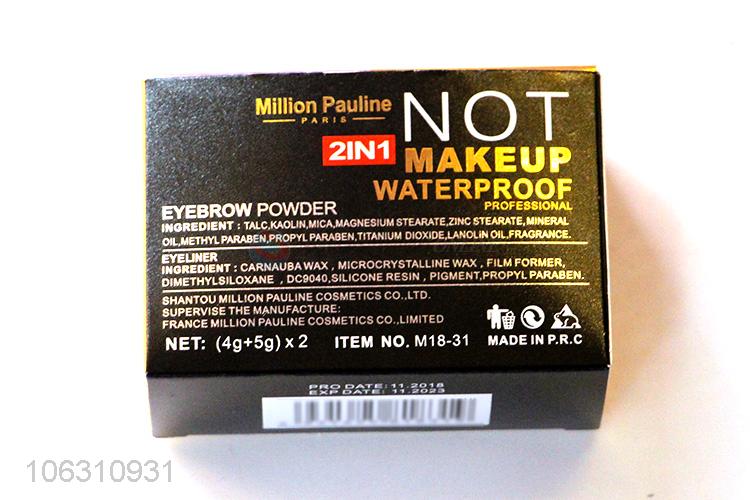 Million Pauline
PARIS
NOT
2IN1
MAKEUP
WATERPROOF
PROFESSIONAL
EYEBROW POWDER
INGREDIENT : TALC,KAOLIN,MICA,MAGNESIUM STEARATE,ZINC STEARATE,MINERAL
OIL,METHYL PARABEN,PROPYL PARABEN,TITANIUM DIOXIDE,LANOLIN OIL,FRAGRANCE.
EYELINER
INGREDIENT : CARNAUBA WAX , MICROCRYSTALLINE WAX , FILM FORMER,
DIMETHYLSILOXANE , DC9040,SILICONE RESIN , PIGMENT,PROPYL PARABEN.
SHANTOU MILLION PAULINE COSMETICS CO.,LTD.
SUPERVISE THE MANUFACTURE:
FRANCE MILLION PAULINE COSMETICS CO.,LIMITED
NET: (4g+5g) x 2 ITEM NO. M18-31 MADE IN P.R.C
PRO DATE: 11.2018
EXP DATE: 11.2023
106310931